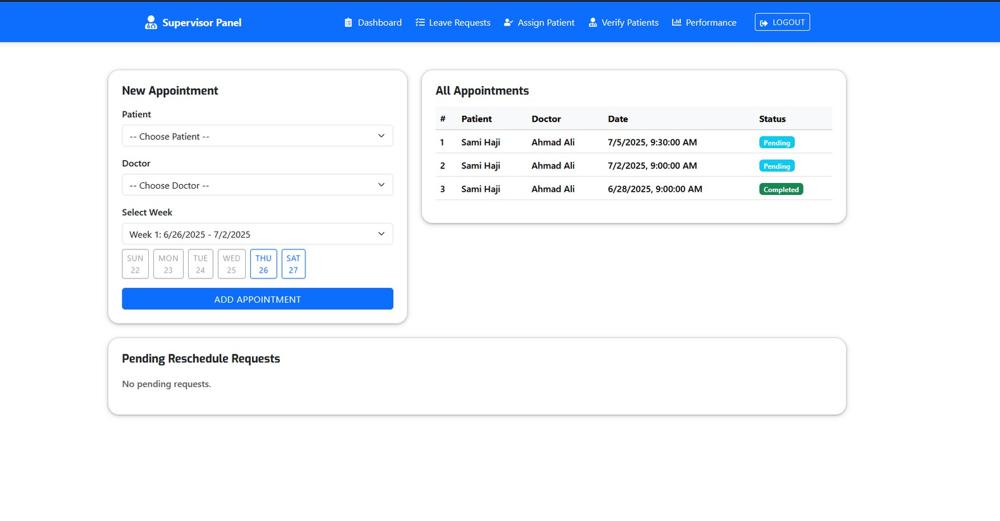 Supervisor Panel
Dashboard
Leave Requests
Assign Patient
Verify Patients
Performance
LOGOUT
New Appointment
Patient
-- Choose Patient --
Doctor
-- Choose Doctor --
Select Week
Week 1: 6/26/2025 - 7/2/2025
SUN MON TUE WED THU SAT
22 23 24 25 26 27
ADD APPOINTMENT
All Appointments
# Patient Doctor Date Status
1 Sami Haji Ahmad Ali 7/5/2025, 9:30:00 AM Pending
2 Sami Haji Ahmad Ali 7/2/2025, 9:00:00 AM Pending
3 Sami Haji Ahmad Ali 6/28/2025, 9:00:00 AM Completed
Pending Reschedule Requests
No pending requests.